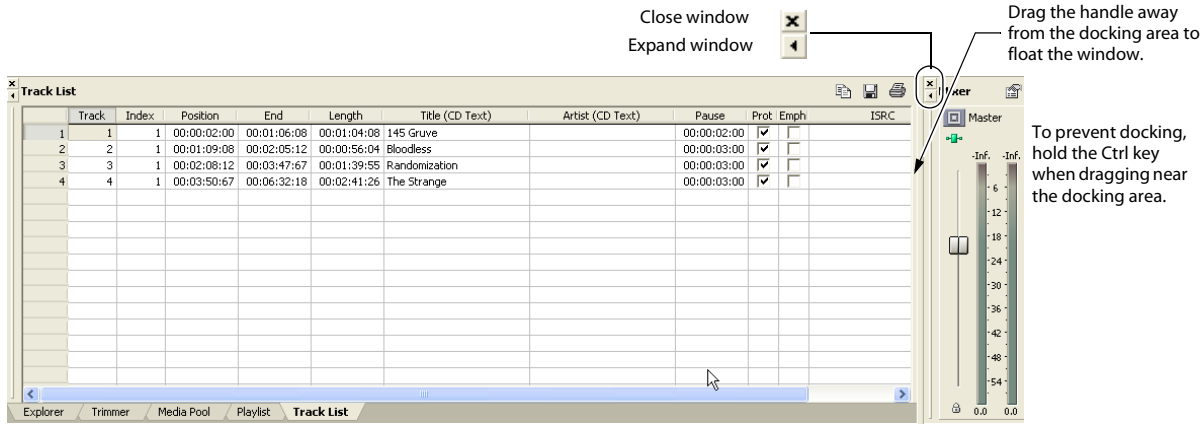 Close window
Expand window
Drag the handle away
from the docking area to
float the window.
Track List
Mixer
Track Index Position End Length Title (CD Text) Artist (CD Text) Pause Prot Emph ISRC
1 1 1 00:00:02:00 00:01:06:08 00:01:04:08 145 Gruve 00:00:02:00
2 2 1 00:01:09:08 00:02:05:12 00:00:56:04 Bloodless 00:00:03:00
3 3 1 00:02:08:12 00:03:47:67 00:01:39:55 Randomization 00:00:03:00
4 4 1 00:03:50:67 00:06:32:18 00:02:41:26 The Strange 00:00:03:00
Master
-Inf. -Inf.
- 6 -
-12 -
-18 -
-24 -
-30 -
-36 -
-42 -
-48 -
-54 -
0.0 0.0
To prevent docking,
hold the Ctrl key
when dragging near
the docking area.
Explorer Trimmer Media Pool Playlist Track List